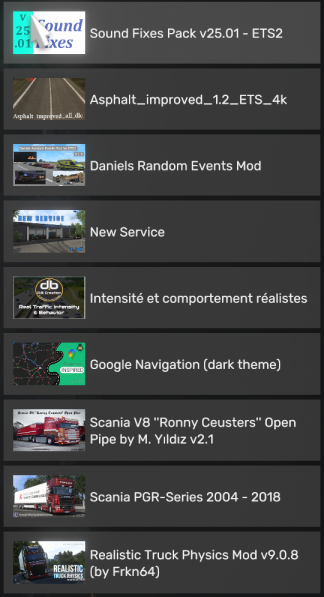 V
25
.01
Sound
Fixes
Sound Fixes Pack v25.01 - ETS2
Asphalt_improved_all_dlc
Asphalt_improved_1.2_ETS_4k
Daniels Random Events Mod
NEW SERVICE
New Service
db
Real Traffic Intensity
& Behavior
Intensité et comportement réalistes
INSPIRED
Google Navigation (dark theme)
Scania V8 "Ronny Ceusters" Open
Pipe by M. Yıldız v2.1
Scania PGR-Series 2004 - 2018
REALISTIC
TRUCK PHYSICS
Realistic Truck Physics Mod v9.0.8
(by Frkn64)